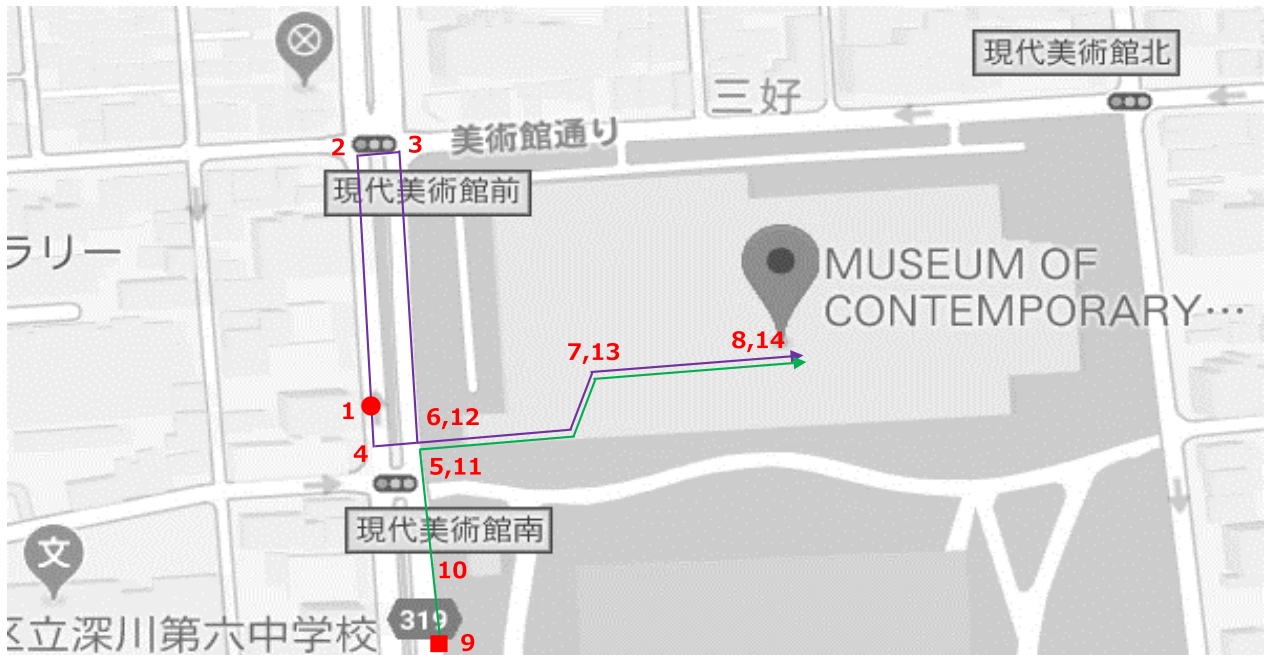 現代美術館北
三好
美術館通り
2
3
現代美術館前
ラリー
MUSEUM OF
CONTEMPORARY…
7,13
8,14
1
6,12
4
5,11
現代美術館南
文
10
319
区立深川第六中学校
9